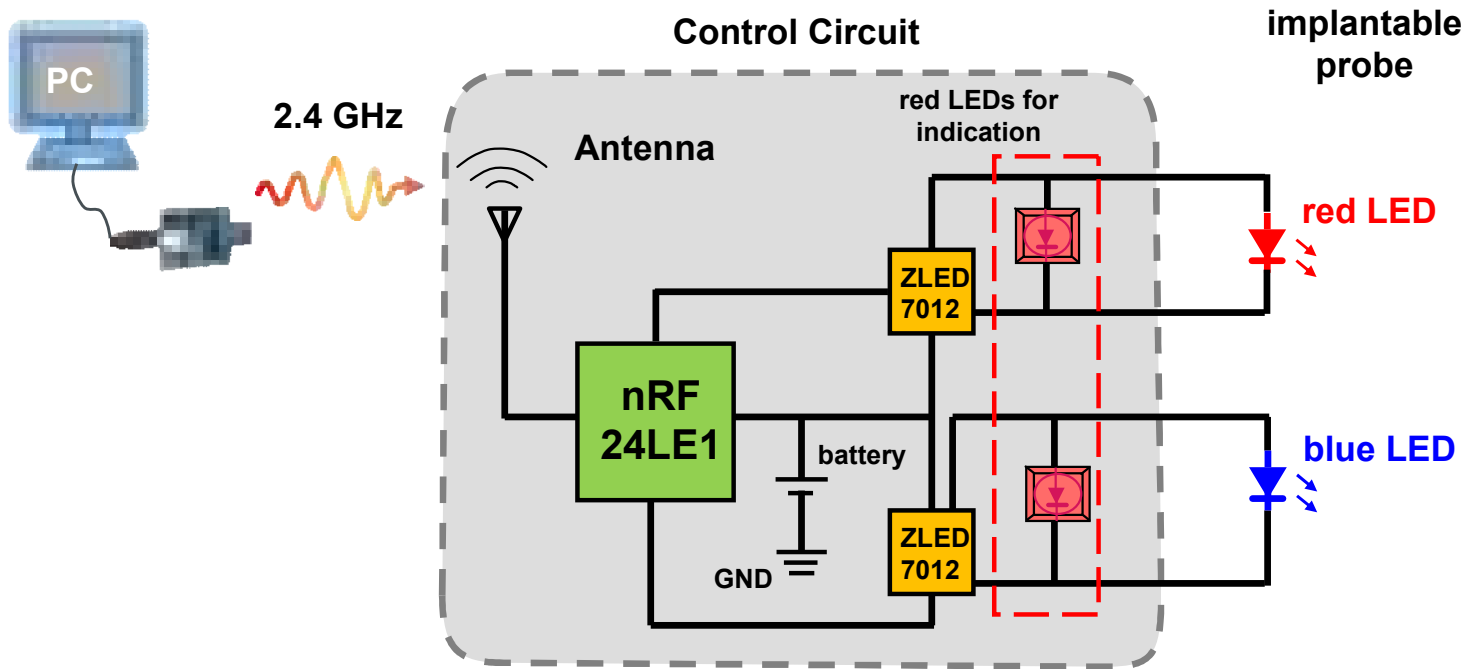 Control Circuit
implantable
probe
PC
2.4 GHz
Antenna
red LEDs for
indication
red LED
ZLED
7012
nRF
24LE1
battery
blue LED
ZLED
7012
GND